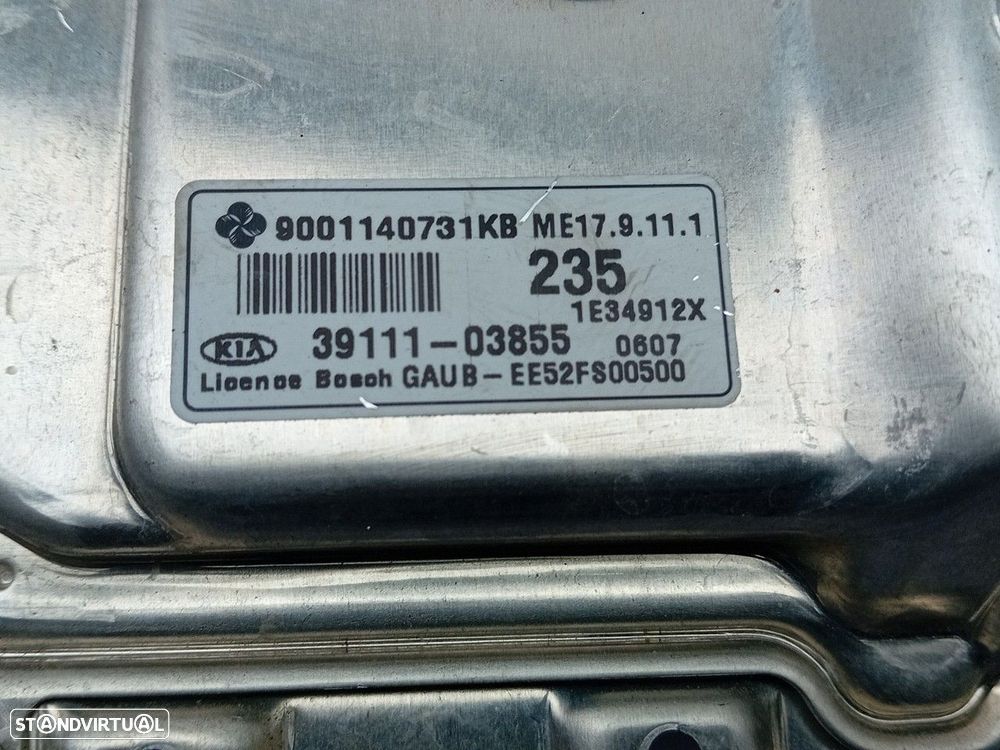 9001140731KB ME17.9.11.1
235
1E34912X
KIA 39111-03855 0607
Licence Bosch GAUB-EE52FS00500
STANDVIRTUAL